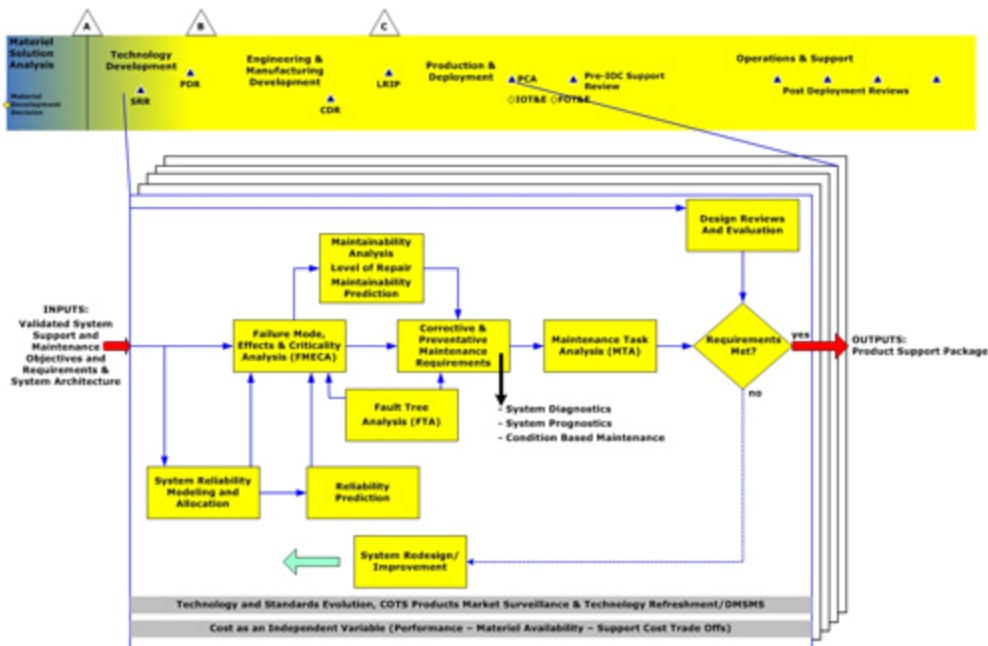 A
B
C
Materiel
Solution
Analysis
Materiel
Development
Decision
Technology
Development
SRR
PDR
Engineering &
Manufacturing
Development
CDR
LRIP
Production &
Deployment
PCA
IOT&E
FOT&E
Pre-IOC Support
Review
Operations & Support
Post Deployment Reviews
Design Reviews
And Evaluation
Maintainability
Analysis
Level of Repair
Maintainability
Prediction
INPUTS:
Validated System
Support and
Maintenance
Objectives and
Requirements &
System Architecture
Failure Mode,
Effects & Criticality
Analysis (FMECA)
Corrective &
Preventative
Maintenance
Requirements
Maintenance Task
Analysis (MTA)
Requirements
Met?
yes
no
OUTPUTS:
Product Support Package
Fault Tree
Analysis (FTA)
- System Diagnostics
- System Prognostics
- Condition Based Maintenance
System Reliability
Modeling and
Allocation
Reliability
Prediction
System Redesign/
Improvement
Technology and Standards Evolution, COTS Products Market Surveillance & Technology Refreshment/DMSMS
Cost as an Independent Variable (Performance – Materiel Availability – Support Cost Trade Offs)